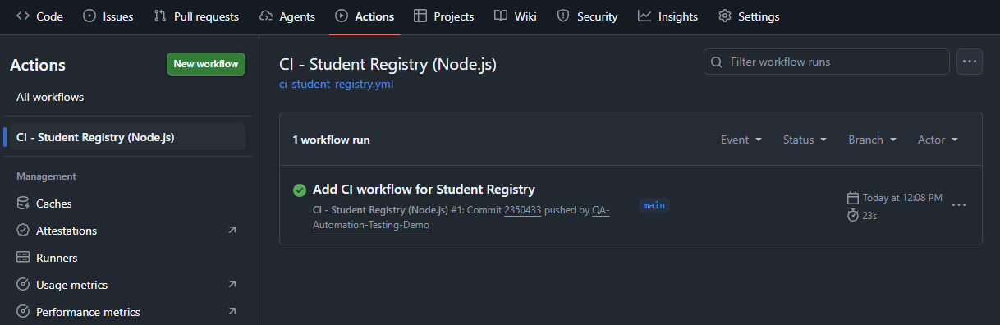 Code Issues Pull requests Agents Actions Projects Wiki Security Insights Settings
Actions New workflow
All workflows
CI - Student Registry (Node.js)
Management
Caches
Attestations
Runners
Usage metrics
Performance metrics
CI - Student Registry (Node.js)
ci-student-registry.yml
Filter workflow runs
1 workflow run Event Status Branch Actor
Add CI workflow for Student Registry
CI - Student Registry (Node.js) #1: Commit 2350433 pushed by QA-
Automation-Testing-Demo
main
Today at 12:08 PM
23s